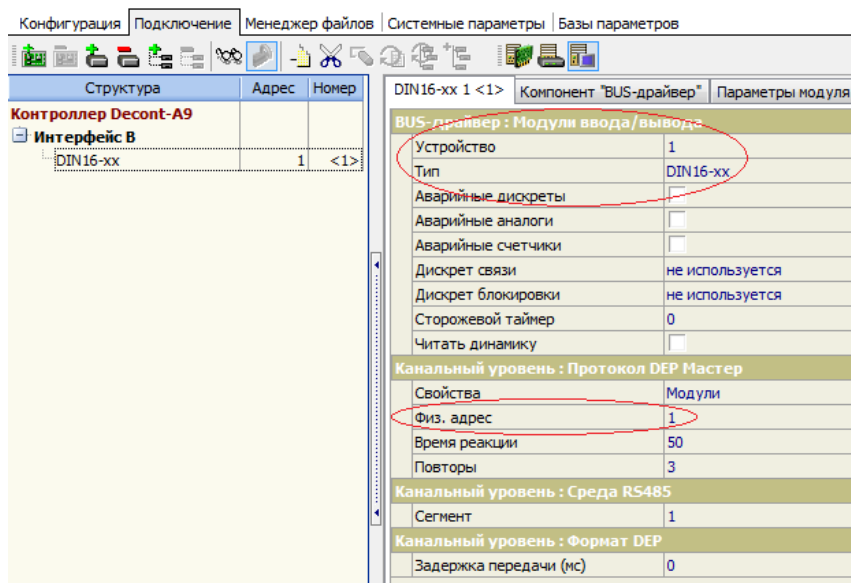 Конфигурация Подключение Менеджер файлов Системные параметры Базы параметров
Структура Адрес Номер
Контроллер Decont-A9
Интерфейс В
DIN16-xx 1 <1>
DIN16-xx 1 <1> Компонент "BUS-драйвер" Параметры модуля
BUS-драйвер : Модули ввода/вывода
Устройство 1
Тип DIN16-xx
Аварийные дискреты
Аварийные аналоги
Аварийные счетчики
Дискрет связи не используется
Дискрет блокировки не используется
Сторожевой таймер 0
Читать динамику
Канальный уровень : Протокол DEP Мастер
Свойства Модули
Физ. адрес 1
Время реакции 50
Повторы 3
Канальный уровень : Среда RS485
Сегмент 1
Канальный уровень : Формат DEP
Задержка передачи (мс) 0